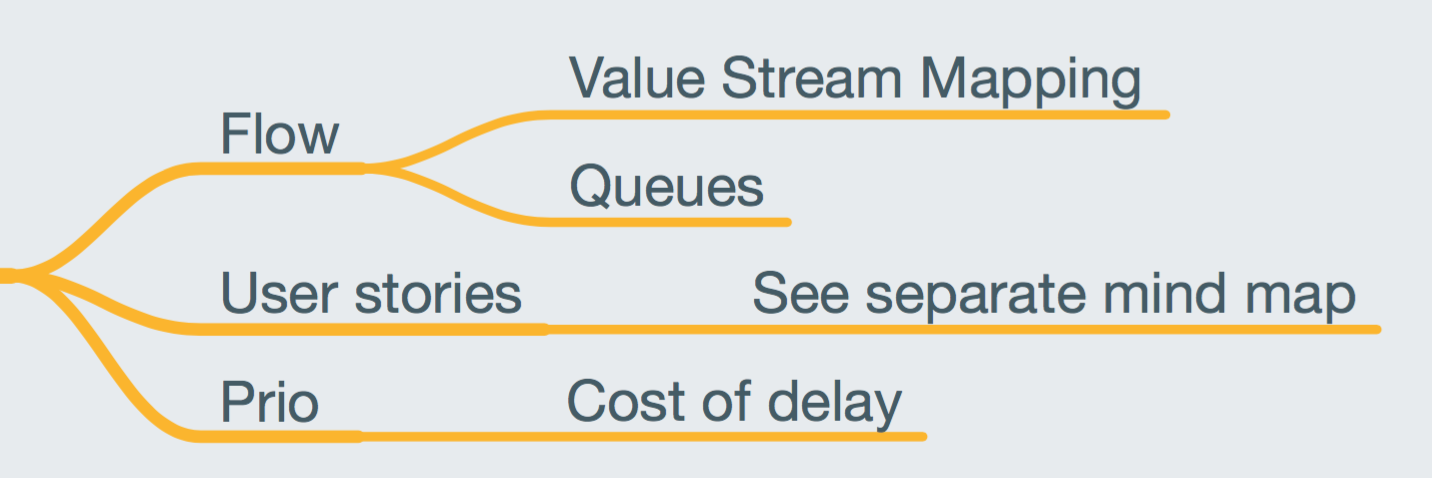 Value Stream Mapping
Flow
Queues
User stories
See separate mind map
Prio
Cost of delay